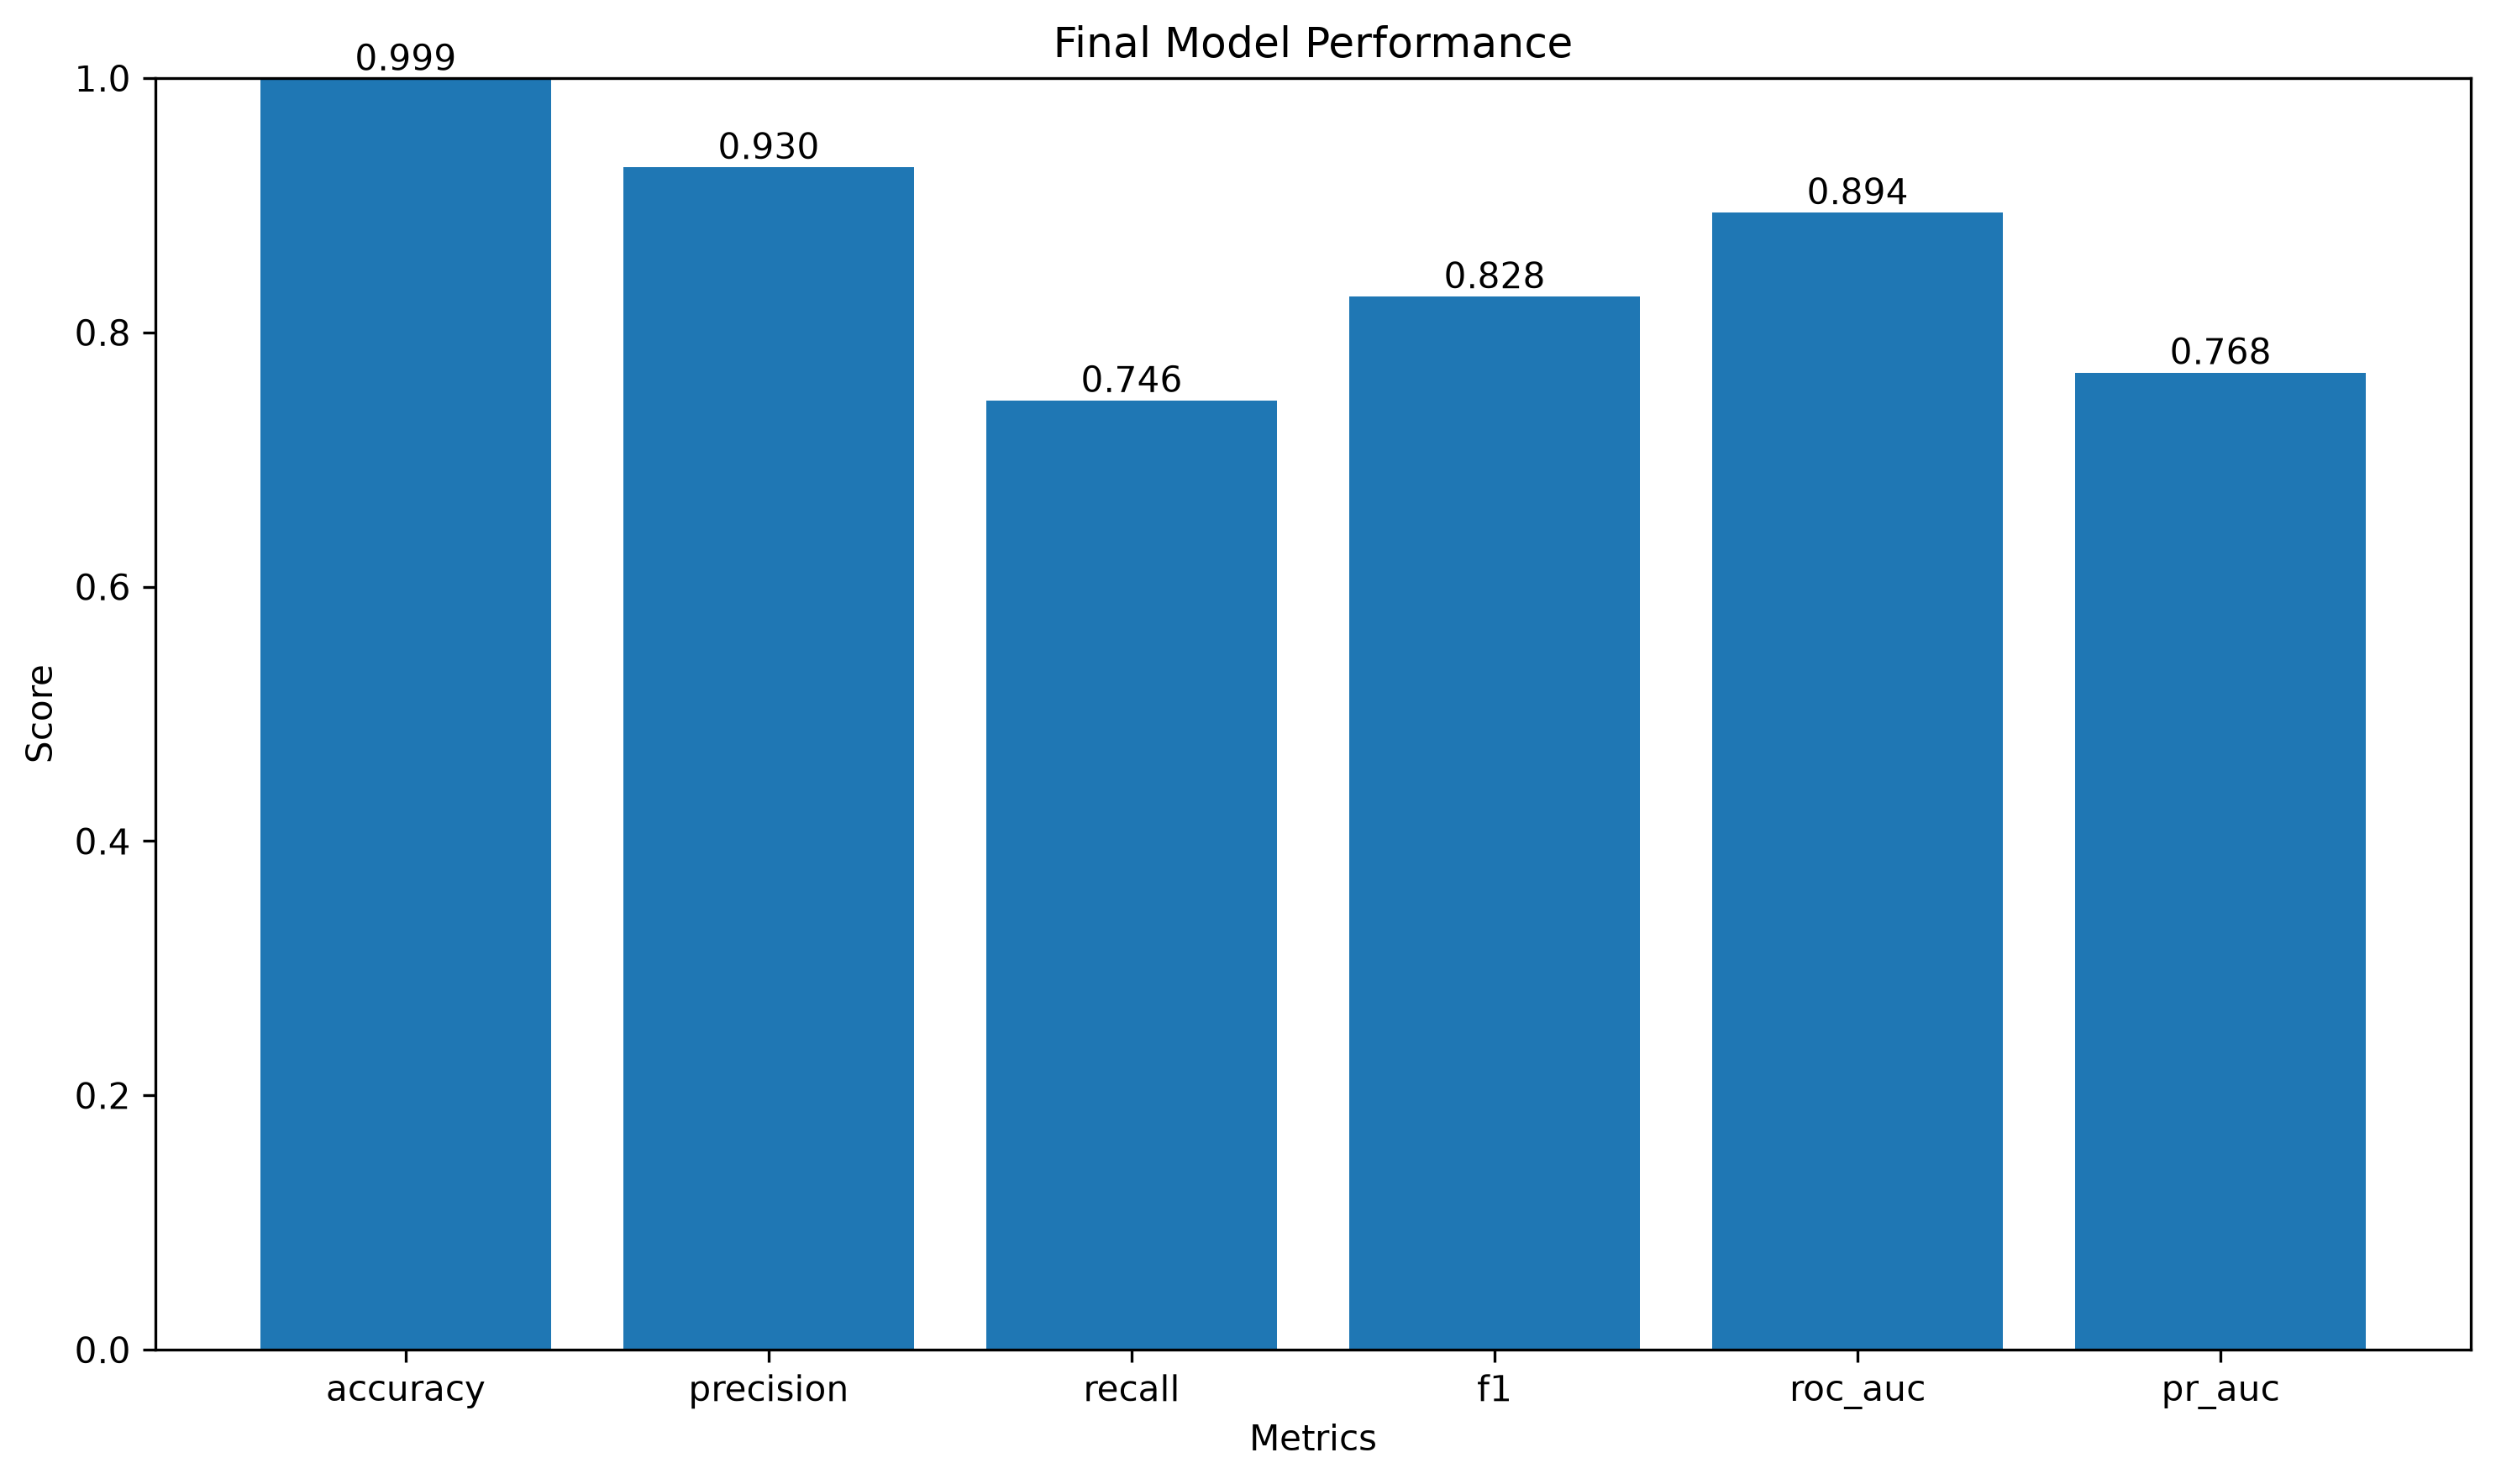 Final Model Performance
0.999
0.930
0.746
0.828
0.894
0.768
1.0
0.8
0.6
0.4
0.2
0.0
Score
accuracy
precision
recall
f1
roc_auc
pr_auc
Metrics